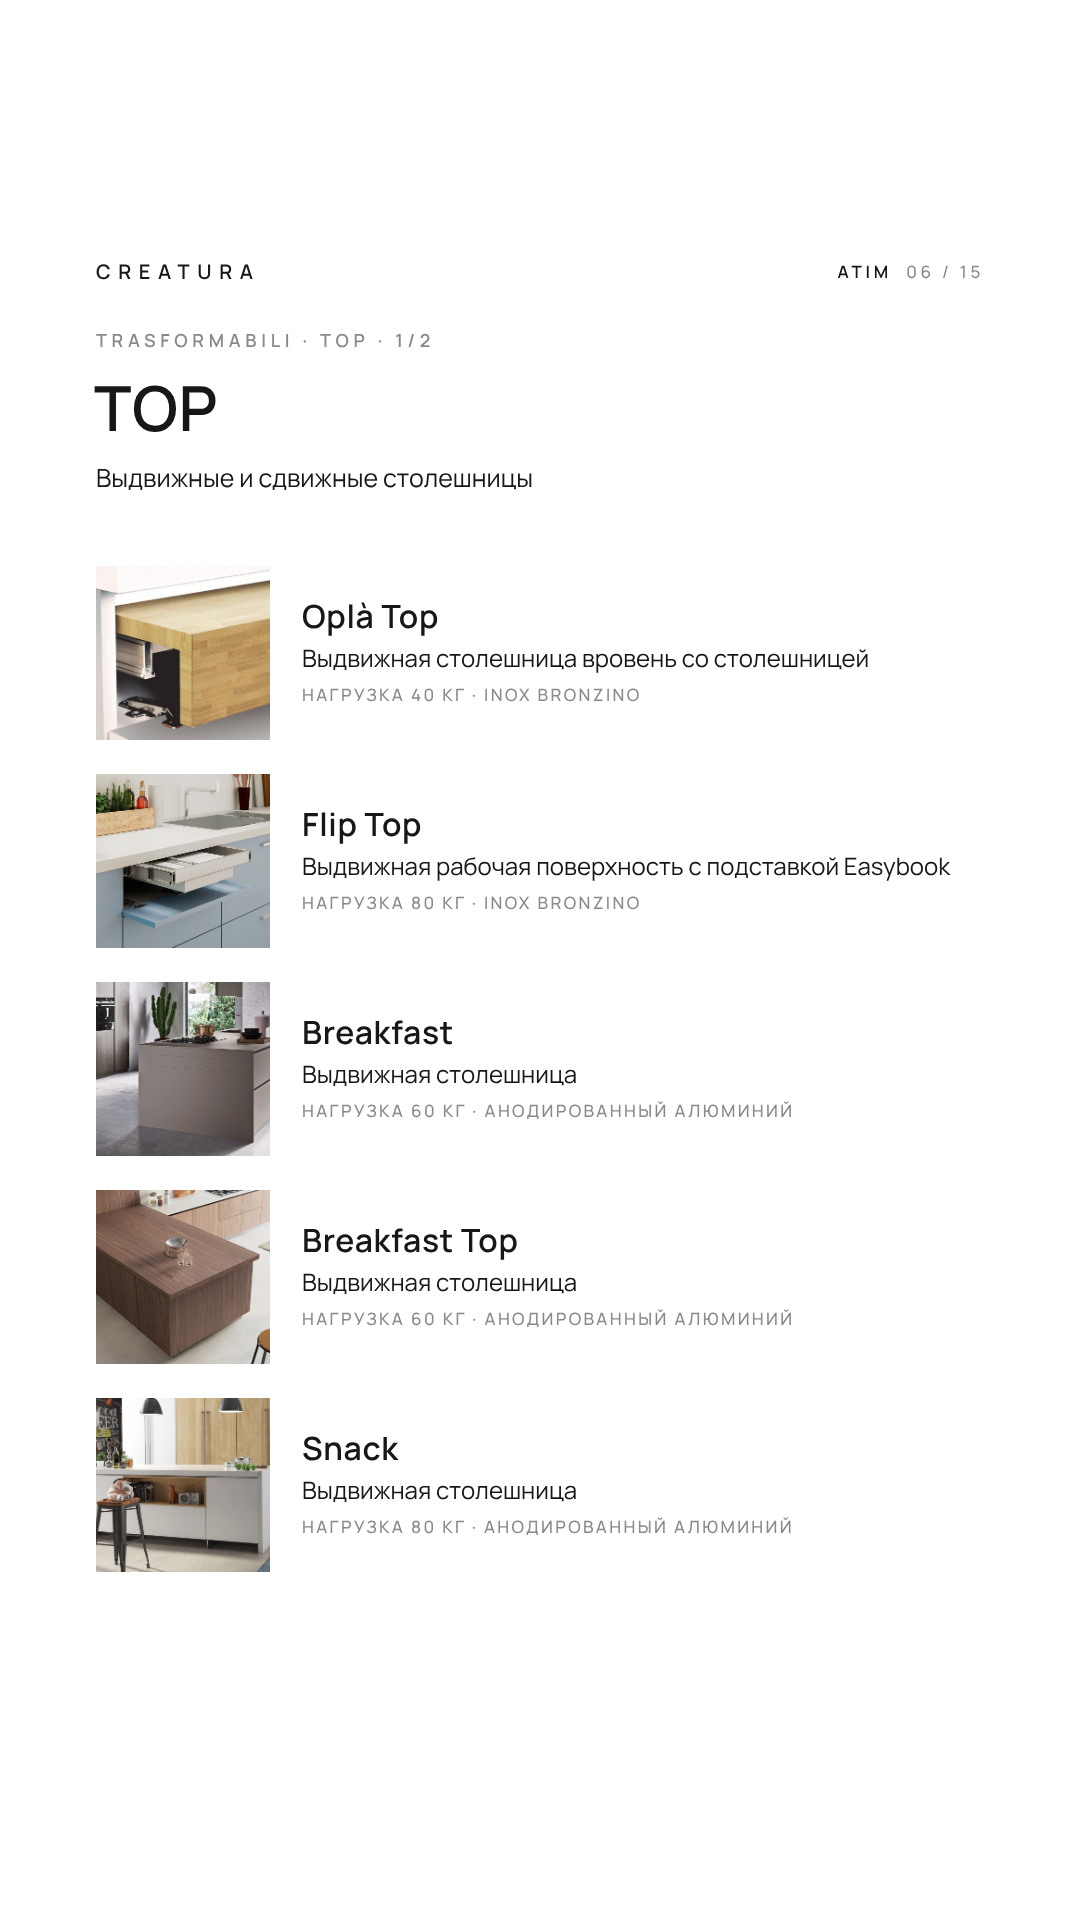 CREATURA
ATIM 06 / 15
TRASFORMABILI · TOP · 1/2
TOP
Выдвижные и сдвижные столешницы
Oplà Top
Выдвижная столешница вровень со столешницей
НАГРУЗКА 40 КГ · INOX BRONZINO
Flip Top
Выдвижная рабочая поверхность с подставкой Easybook
НАГРУЗКА 80 КГ · INOX BRONZINO
Breakfast
Выдвижная столешница
НАГРУЗКА 60 КГ · АНОДИРОВАННЫЙ АЛЮМИНИЙ
Breakfast Top
Выдвижная столешница
НАГРУЗКА 60 КГ · АНОДИРОВАННЫЙ АЛЮМИНИЙ
Snack
Выдвижная столешница
НАГРУЗКА 80 КГ · АНОДИРОВАННЫЙ АЛЮМИНИЙ